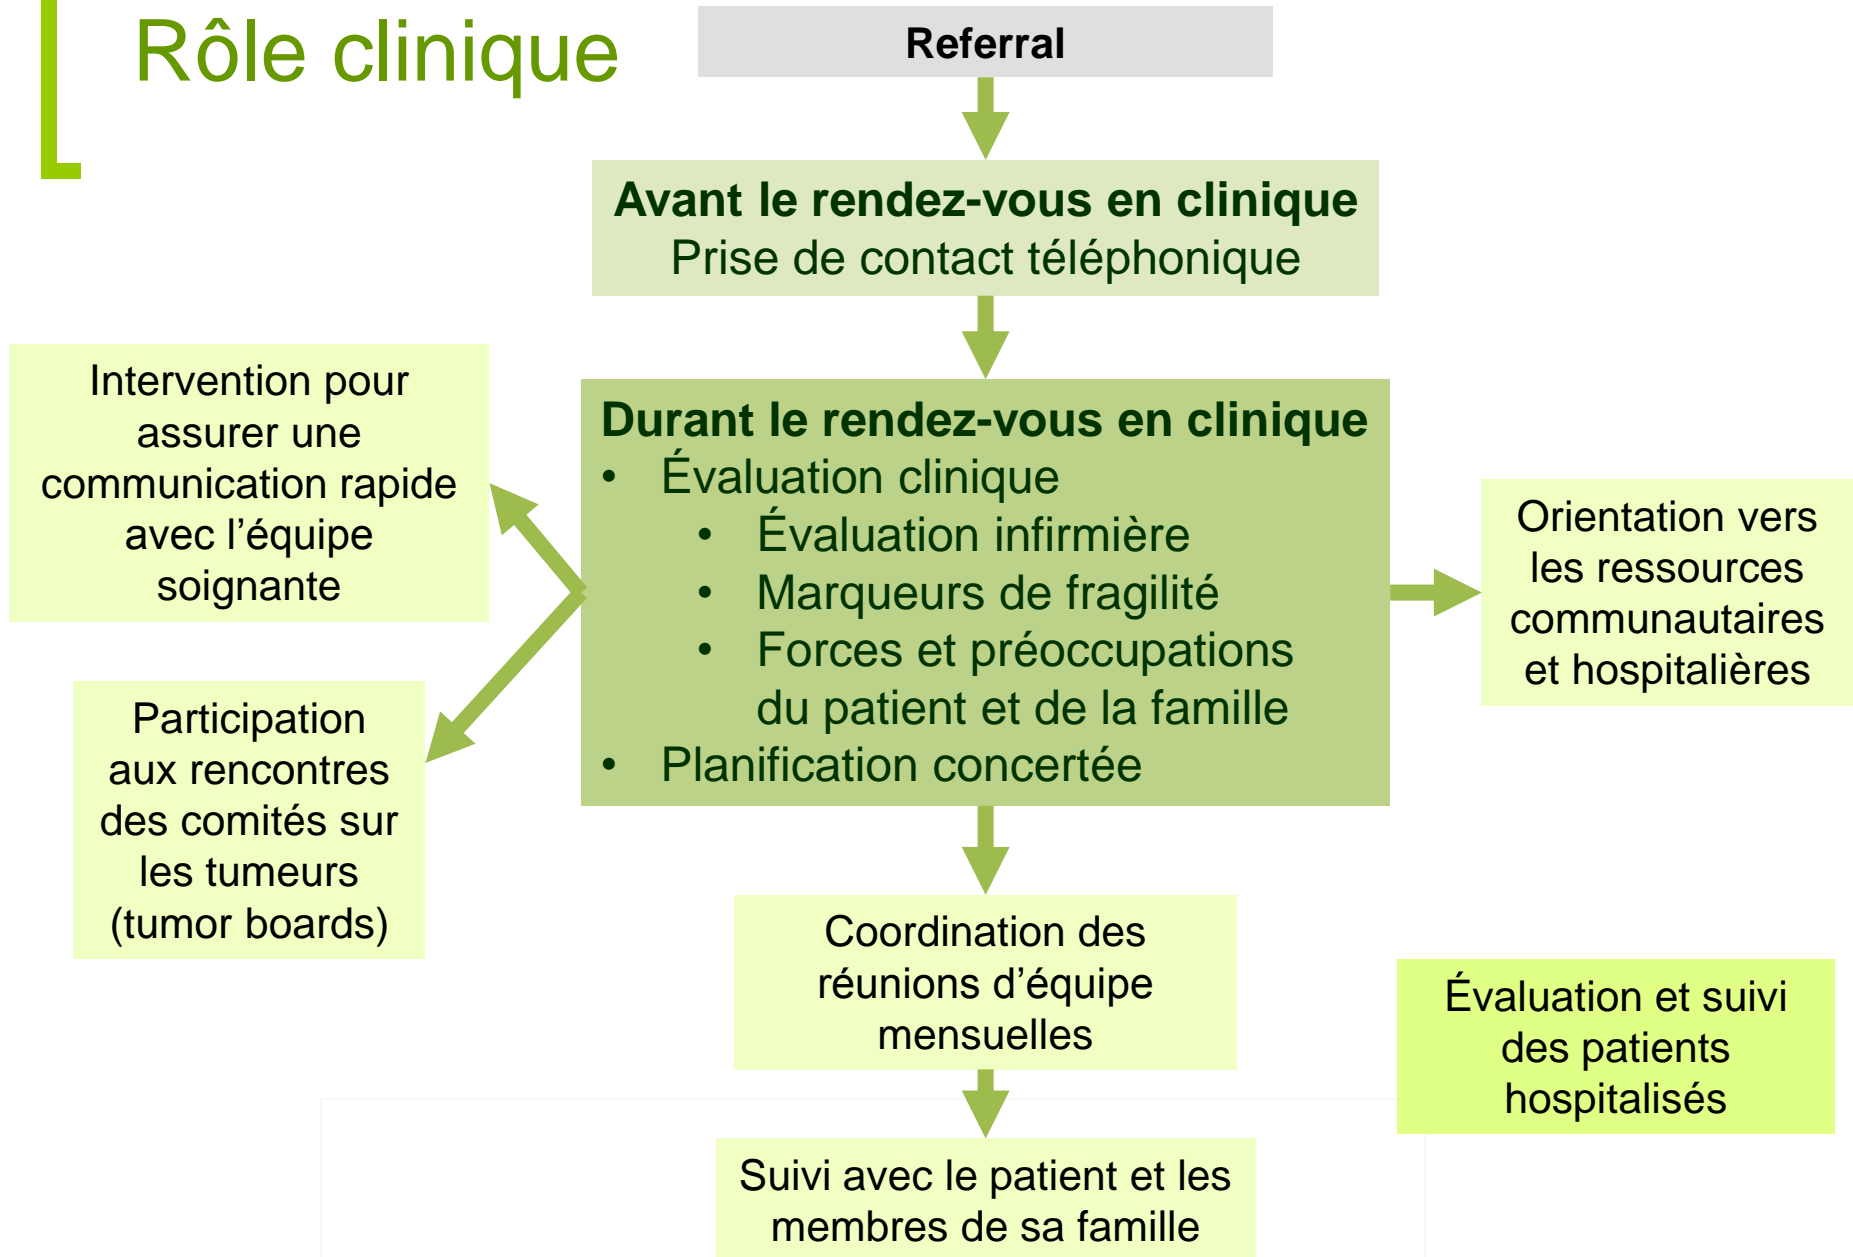 Rôle clinique
Referral
Avant le rendez-vous en clinique
Prise de contact téléphonique
Intervention pour
assurer une
communication rapide
avec l’équipe
soignante
Durant le rendez-vous en clinique
• Évaluation clinique
• Évaluation infirmière
• Marqueurs de fragilité
• Forces et préoccupations
du patient et de la famille
• Planification concertée
Orientation vers
les ressources
communautaires
et hospitalières
Participation
aux rencontres
des comités sur
les tumeurs
(tumor boards)
Coordination des
réunions d’équipe
mensuelles
Évaluation et suivi
des patients
hospitalisés
Suivi avec le patient et les
membres de sa famille